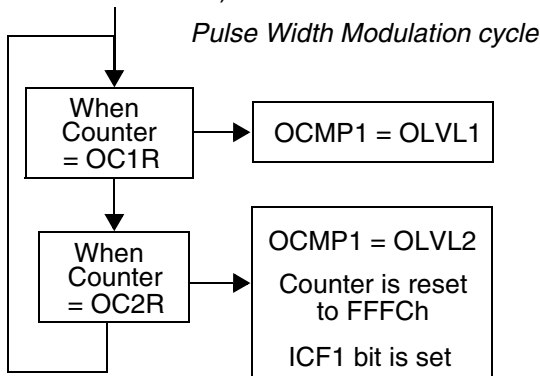 Pulse Width Modulation cycle
When
Counter
= OC1R
OCMP1 = OLVL1
When
Counter
= OC2R
OCMP1 = OLVL2
Counter is reset
to FFFCh
ICF1 bit is set